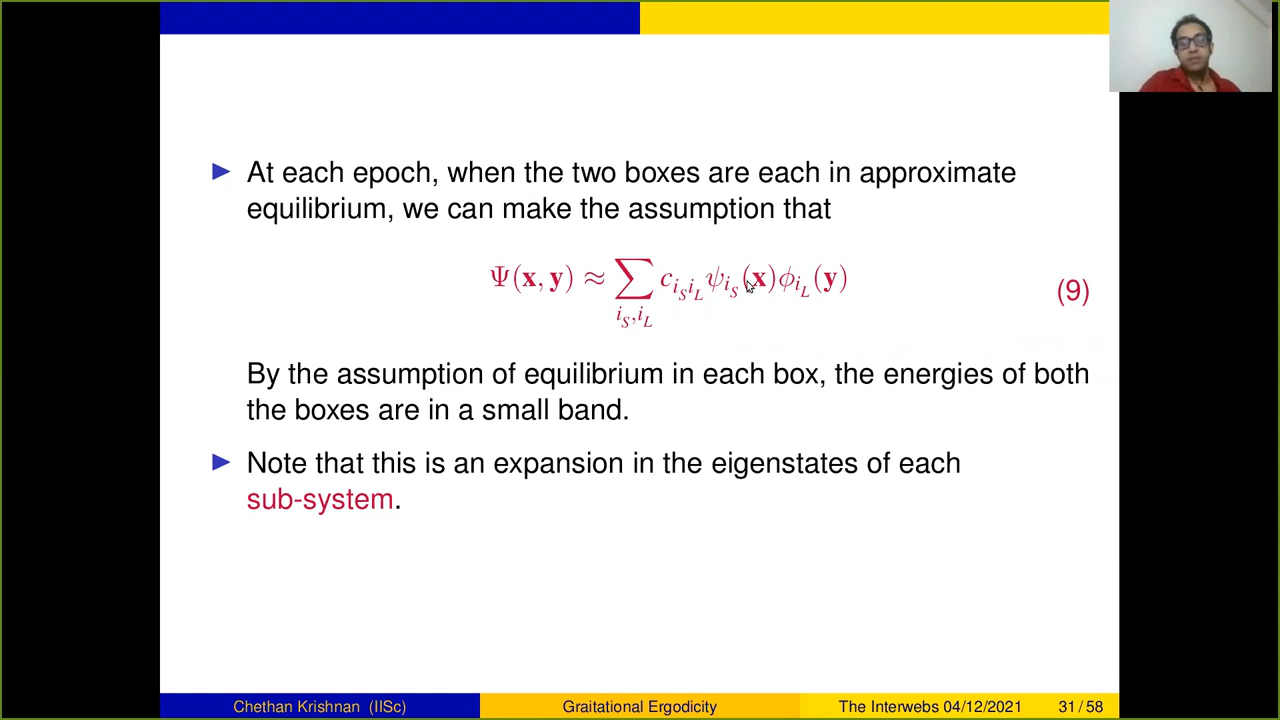 ▶ At each epoch, when the two boxes are each in approximate
equilibrium, we can make the assumption that
Ψ(x, y) ≈ ∑_{i_S,i_L} c_{i_S i_L} ψ_{i_S}(x) ϕ_{i_L}(y)
(9)
By the assumption of equilibrium in each box, the energies of both
the boxes are in a small band.
▶ Note that this is an expansion in the eigenstates of each
sub-system.
Chethan Krishnan (IISc) Graitational Ergodicity The Interwebs 04/12/2021 31 / 58